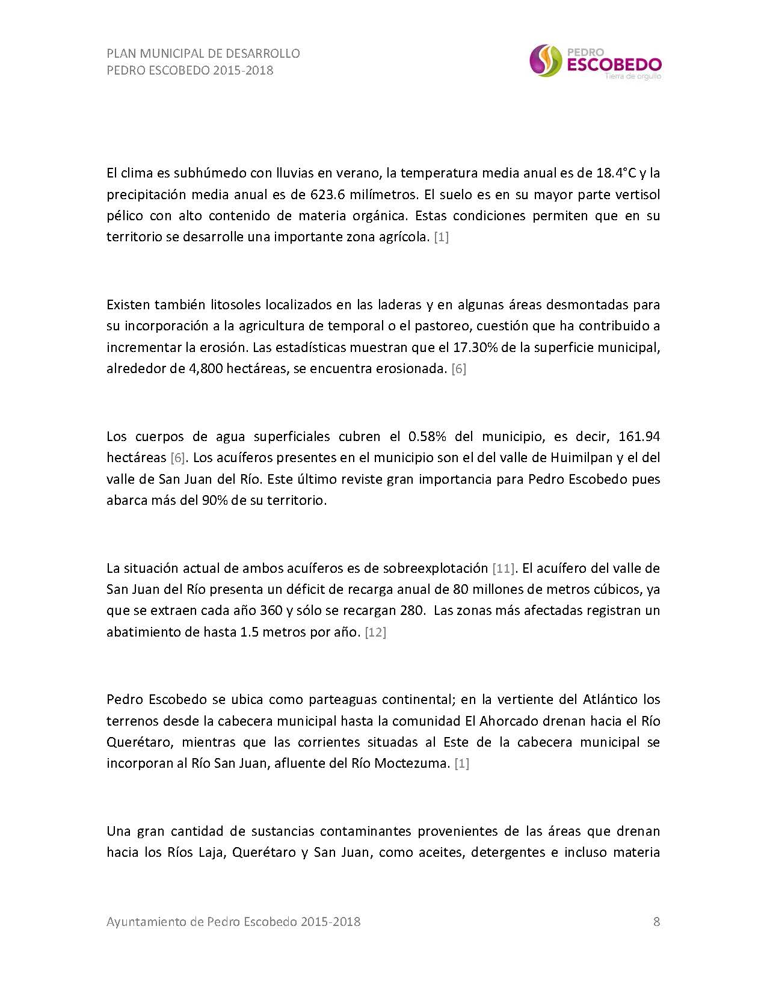 PLAN MUNICIPAL DE DESARROLLO
PEDRO ESCOBEDO 2015-2018
PEDRO
ESCOBEDO
Tierra de orgullo
El clima es subhúmedo con lluvias en verano, la temperatura media anual es de 18.4°C y la
precipitación media anual es de 623.6 milímetros. El suelo es en su mayor parte vertisol
pélico con alto contenido de materia orgánica. Estas condiciones permiten que en su
territorio se desarrolle una importante zona agrícola. [1]
Existen también litosoles localizados en las laderas y en algunas áreas desmontadas para
su incorporación a la agricultura de temporal o el pastoreo, cuestión que ha contribuido a
incrementar la erosión. Las estadísticas muestran que el 17.30% de la superficie municipal,
alrededor de 4,800 hectáreas, se encuentra erosionada. [6]
Los cuerpos de agua superficiales cubren el 0.58% del municipio, es decir, 161.94
hectáreas [6]. Los acuíferos presentes en el municipio son el del valle de Huimilpan y el del
valle de San Juan del Río. Este último reviste gran importancia para Pedro Escobedo pues
abarca más del 90% de su territorio.
La situación actual de ambos acuíferos es de sobreexplotación [11]. El acuífero del valle de
San Juan del Río presenta un déficit de recarga anual de 80 millones de metros cúbicos, ya
que se extraen cada año 360 y sólo se recargan 280.  Las zonas más afectadas registran un
abatimiento de hasta 1.5 metros por año. [12]
Pedro Escobedo se ubica como parteaguas continental; en la vertiente del Atlántico los
terrenos desde la cabecera municipal hasta la comunidad El Ahorcado drenan hacia el Río
Querétaro, mientras que las corrientes situadas al Este de la cabecera municipal se
incorporan al Río San Juan, afluente del Río Moctezuma. [1]
Una gran cantidad de sustancias contaminantes provenientes de las áreas que drenan
hacia los Ríos Laja, Querétaro y San Juan, como aceites, detergentes e incluso materia
Ayuntamiento de Pedro Escobedo 2015-2018 8